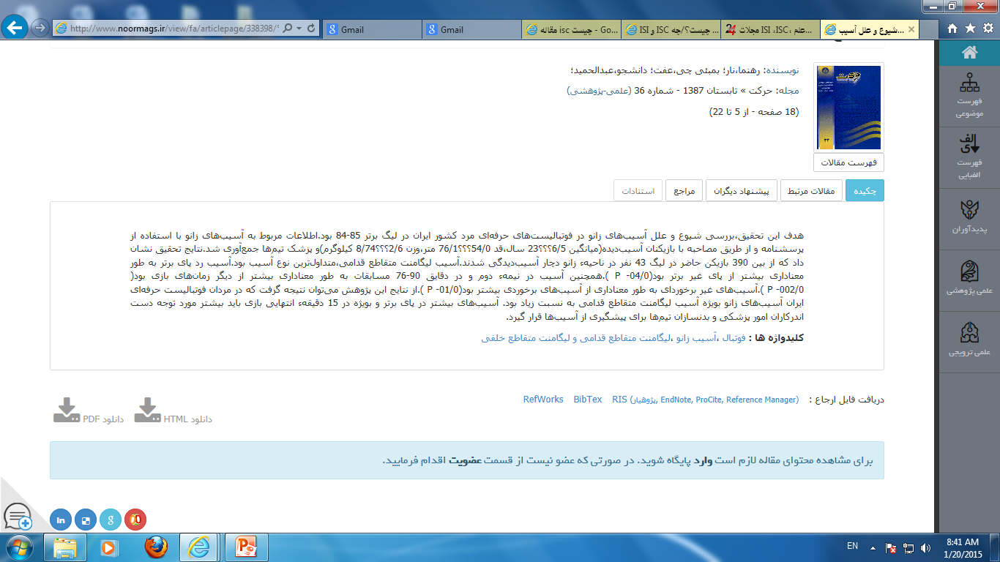 http://www.noormags.ir/view/fa/articlepage/338398/
Gmail
Gmail
مقاله isc چیست - Go...
ISI و ISC چیست؟/چه ...
مجلات ISI ،ISC، علم...
شیوع و علل آسیب...
نویسنده: رهنما،نار؛ بمبئی چی،عفت؛ دانشجو،عبدالحمید؛
مجله: حرکت » تابستان 1387 - شماره 36 (علمی-پژوهشی)
(18 صفحه - از 5 تا 22)
حرکت
فهرست مقالات
چکیده
مقالات مرتبط
پیشنهاد دیگران
مراجع
استنادات
هدف این تحقیق،بررسی شیوع و علل آسیب‌های زانو در فوتبالیست‌های حرفه‌ای مرد کشور ایران در لیگ برتر 85-84 بود.اطلاعات مربوط به آسیب‌های زانو با استفاده از
پرسشنامه و از طریق مصاحبه با بازیکنان آسیب‌دیده(میانگین 6/5؟؟؟23 سال،قد 54/0؟؟؟76/1 متر،وزن 2/6؟؟؟8/74 کیلوگرم)و پزشک تیم‌ها جمع‌آوری شد.نتایج تحقیق نشان
داد که از بین 390 بازیکن حاضر در لیگ 43 نفر در ناحیهء زانو دچار آسیب‌دیدگی شدند.آسیب لیگامنت متقاطع قدامی،متداول‌ترین نوع آسیب بود.آسیب رد پای برتر به طور
معناداری بیشتر از پای غیر برتر بود(04/0- P ).همچنین آسیب در نیمهء دوم و در دقایق 90-76 مسابقات به طور معناداری بیشتر از دیگر زمان‌های بازی بود(
002/0- P ).آسیب‌های غیر برخوردای به طور معناداری از آسیب‌های برخوردی بیشتر بود(01/0- P ).از نتایج این پژوهش می‌توان نتیجه گرفت که در مردان فوتبالیست حرفه‌ای
ایران آسیب‌های زانو بویژه آسیب لیگامنت متقاطع قدامی به نسبت زیاد بود. آسیب‌های بیشتر در پای برتر و بویژه در 15 دقیقهء انتهایی بازی باید بیشتر مورد توجه دست
اندرکاران امور پزشکی و بدنسازان تیم‌ها برای پیشگیری از آسیب‌ها قرار گیرد.
کلیدواژه ها : فوتبال ،آسیب زانو ،لیگامنت متقاطع قدامی و لیگامنت متقاطع خلفی
دریافت فایل ارجاع : RIS (پژوهیار, EndNote, ProCite, Reference Manager) BibTex RefWorks
دانلود HTML دانلود PDF
برای مشاهده محتوای مقاله لازم است وارد پایگاه شوید. در صورتی که عضو نیست از قسمت عضویت اقدام فرمایید.
فهرست
موضوعی
الف
ی
فهرست
الفبایی
پدیدآوران
علمی پژوهشی
علمی ترویجی
in
g
EN
8:41 AM
1/20/2015